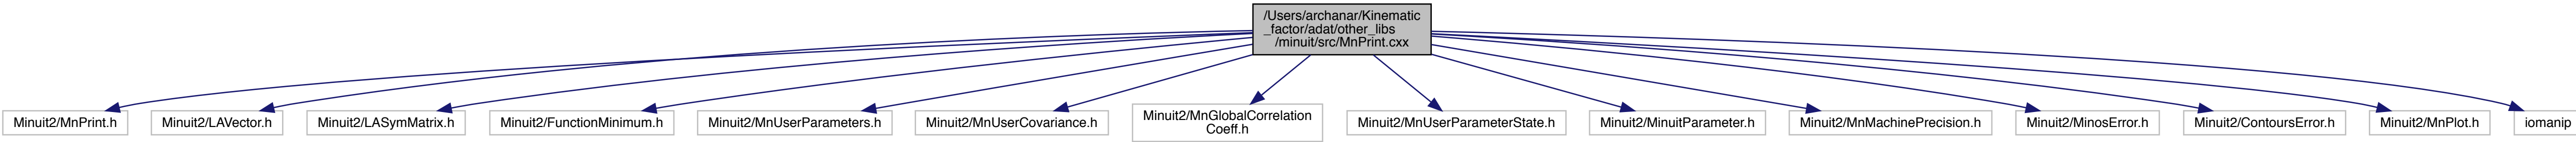 /Users/archanar/Kinematic
_factor/adat/other_libs
/minuit/src/MnPrint.cxx
Minuit2/MnPrint.h
Minuit2/LAVector.h
Minuit2/LASymMatrix.h
Minuit2/FunctionMinimum.h
Minuit2/MnUserParameters.h
Minuit2/MnUserCovariance.h
Minuit2/MnGlobalCorrelation
Coeff.h
Minuit2/MnUserParameterState.h
Minuit2/MinuitParameter.h
Minuit2/MnMachinePrecision.h
Minuit2/MinosError.h
Minuit2/ContoursError.h
Minuit2/MnPlot.h
iomanip